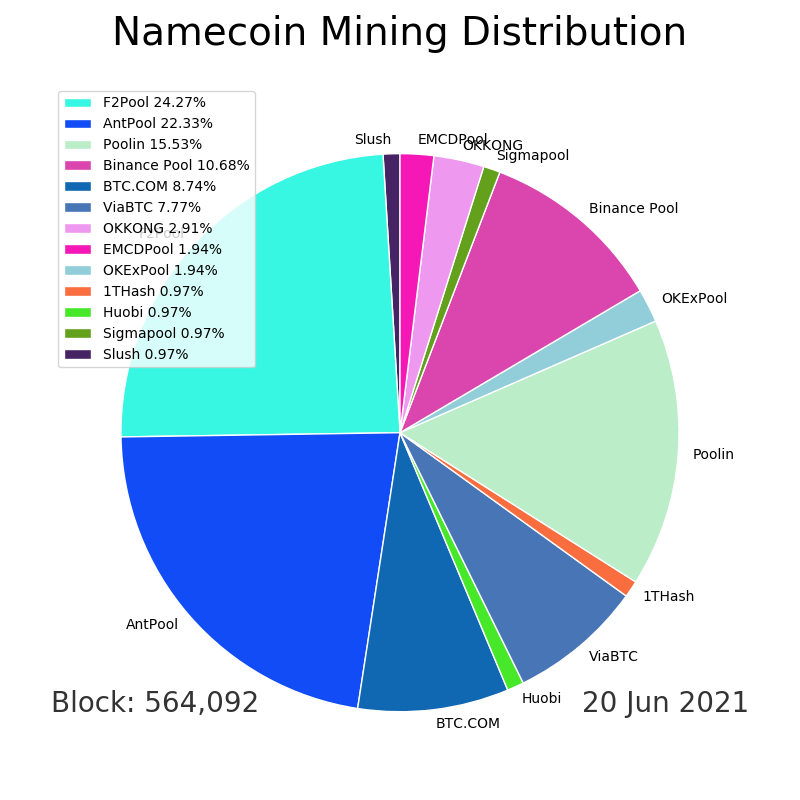 Namecoin Mining Distribution
F2Pool 24.27%
AntPool 22.33%
Poolin 15.53%
Binance Pool 10.68%
BTC.COM 8.74%
ViaBTC 7.77%
OKKONG 2.91%
EMCDPool 1.94%
OKExPool 1.94%
1THash 0.97%
Huobi 0.97%
Sigmapool 0.97%
Slush 0.97%
Slush
EMCDPool
OKKONG
Sigmapool
Binance Pool
F2Pool
OKExPool
Poolin
1THash
AntPool
ViaBTC
Huobi
BTC.COM
Block: 564,092
20 Jun 2021